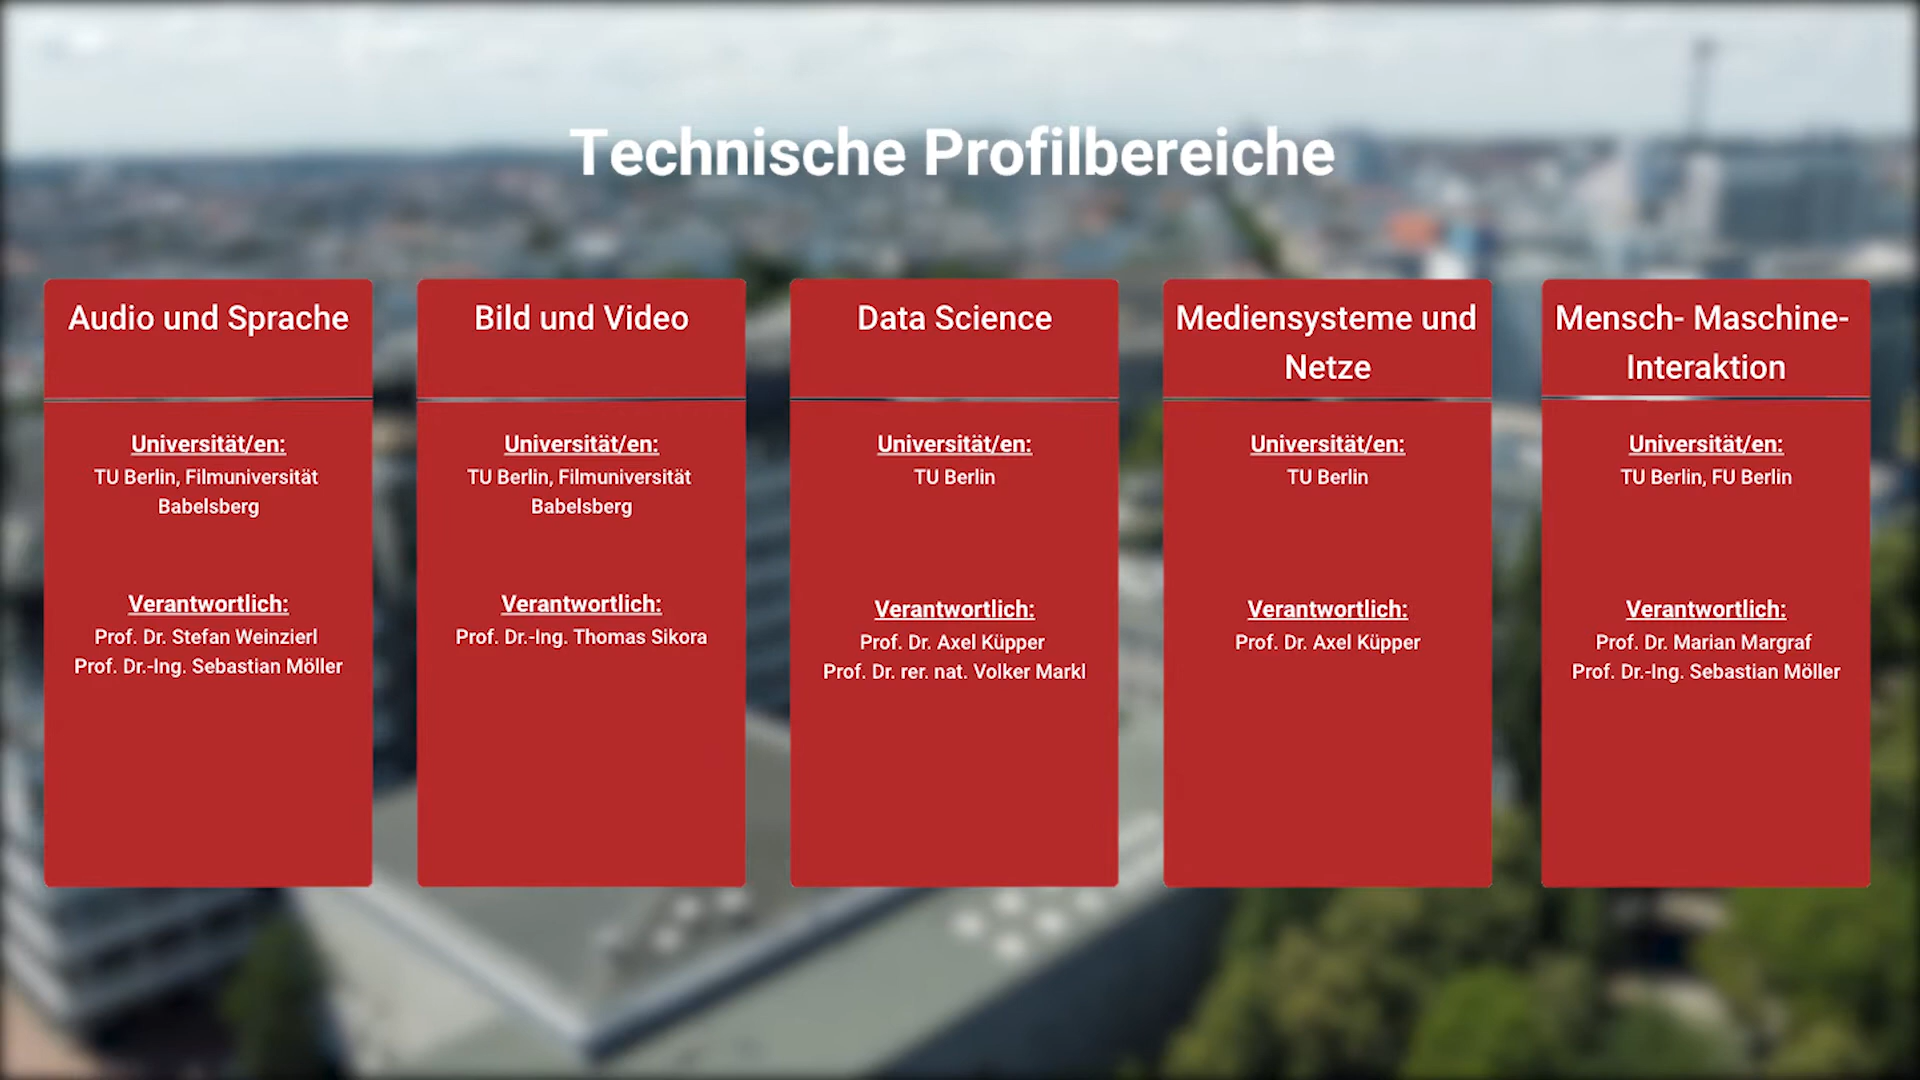 Technische Profilbereiche
Audio und Sprache
Universität/en:
TU Berlin, Filmuniversität
Babelsberg
Verantwortlich:
Prof. Dr. Stefan Weinzierl
Prof. Dr.-Ing. Sebastian Möller
Bild und Video
Universität/en:
TU Berlin, Filmuniversität
Babelsberg
Verantwortlich:
Prof. Dr.-Ing. Thomas Sikora
Data Science
Universität/en:
TU Berlin
Verantwortlich:
Prof. Dr. Axel Küpper
Prof. Dr. rer. nat. Volker Markl
Mediensysteme und
Netze
Universität/en:
TU Berlin
Verantwortlich:
Prof. Dr. Axel Küpper
Mensch- Maschine-
Interaktion
Universität/en:
TU Berlin, FU Berlin
Verantwortlich:
Prof. Dr. Marian Margraf
Prof. Dr.-Ing. Sebastian Möller